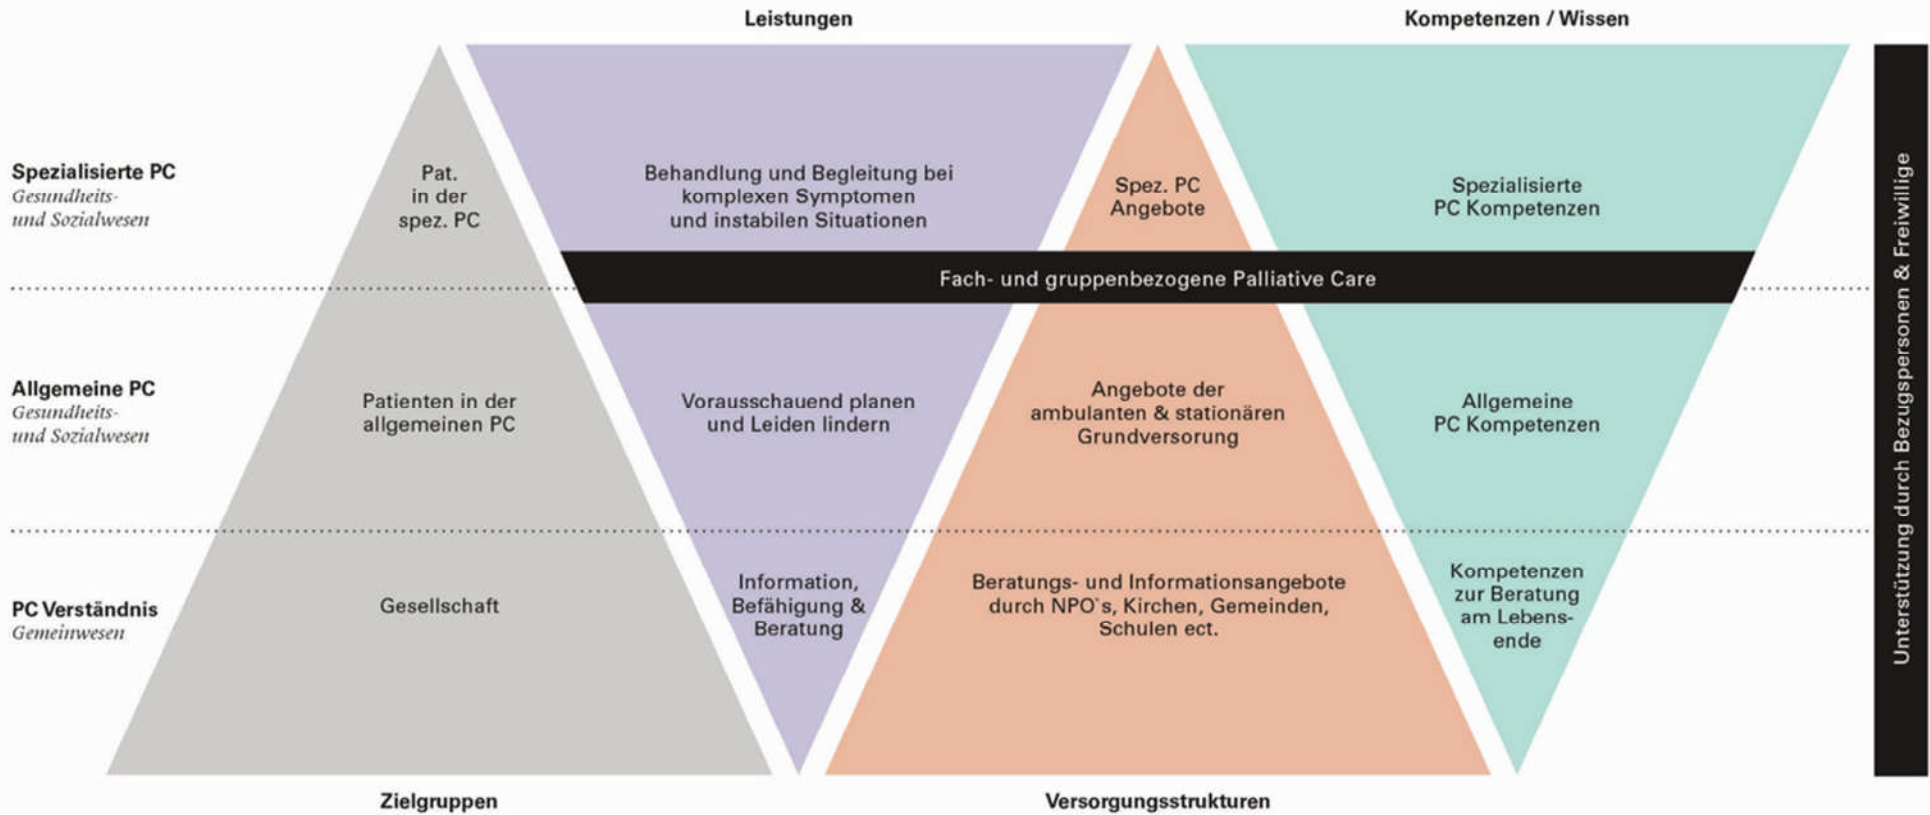 Leistungen
Kompetenzen / Wissen
Spezialisierte PC
Gesundheits-
und Sozialwesen
Pat.
in der
spez. PC
Behandlung und Begleitung bei
komplexen Symptomen
und instabilen Situationen
Spez. PC
Angebote
Spezialisierte
PC Kompetenzen
Fach- und gruppenbezogene Palliative Care
Allgemeine PC
Gesundheits-
und Sozialwesen
Patienten in der
allgemeinen PC
Vorausschauend planen
und Leiden lindern
Angebote der
ambulanten & stationären
Grundversorung
Allgemeine
PC Kompetenzen
PC Verständnis
Gemeinwesen
Gesellschaft
Information,
Befähigung &
Beratung
Beratungs- und Informationsangebote
durch NPO`s, Kirchen, Gemeinden,
Schulen ect.
Kompetenzen
zur Beratung
am Lebens-
ende
Zielgruppen
Versorgungsstrukturen
Unterstützung durch Bezugspersonen & Freiwillige